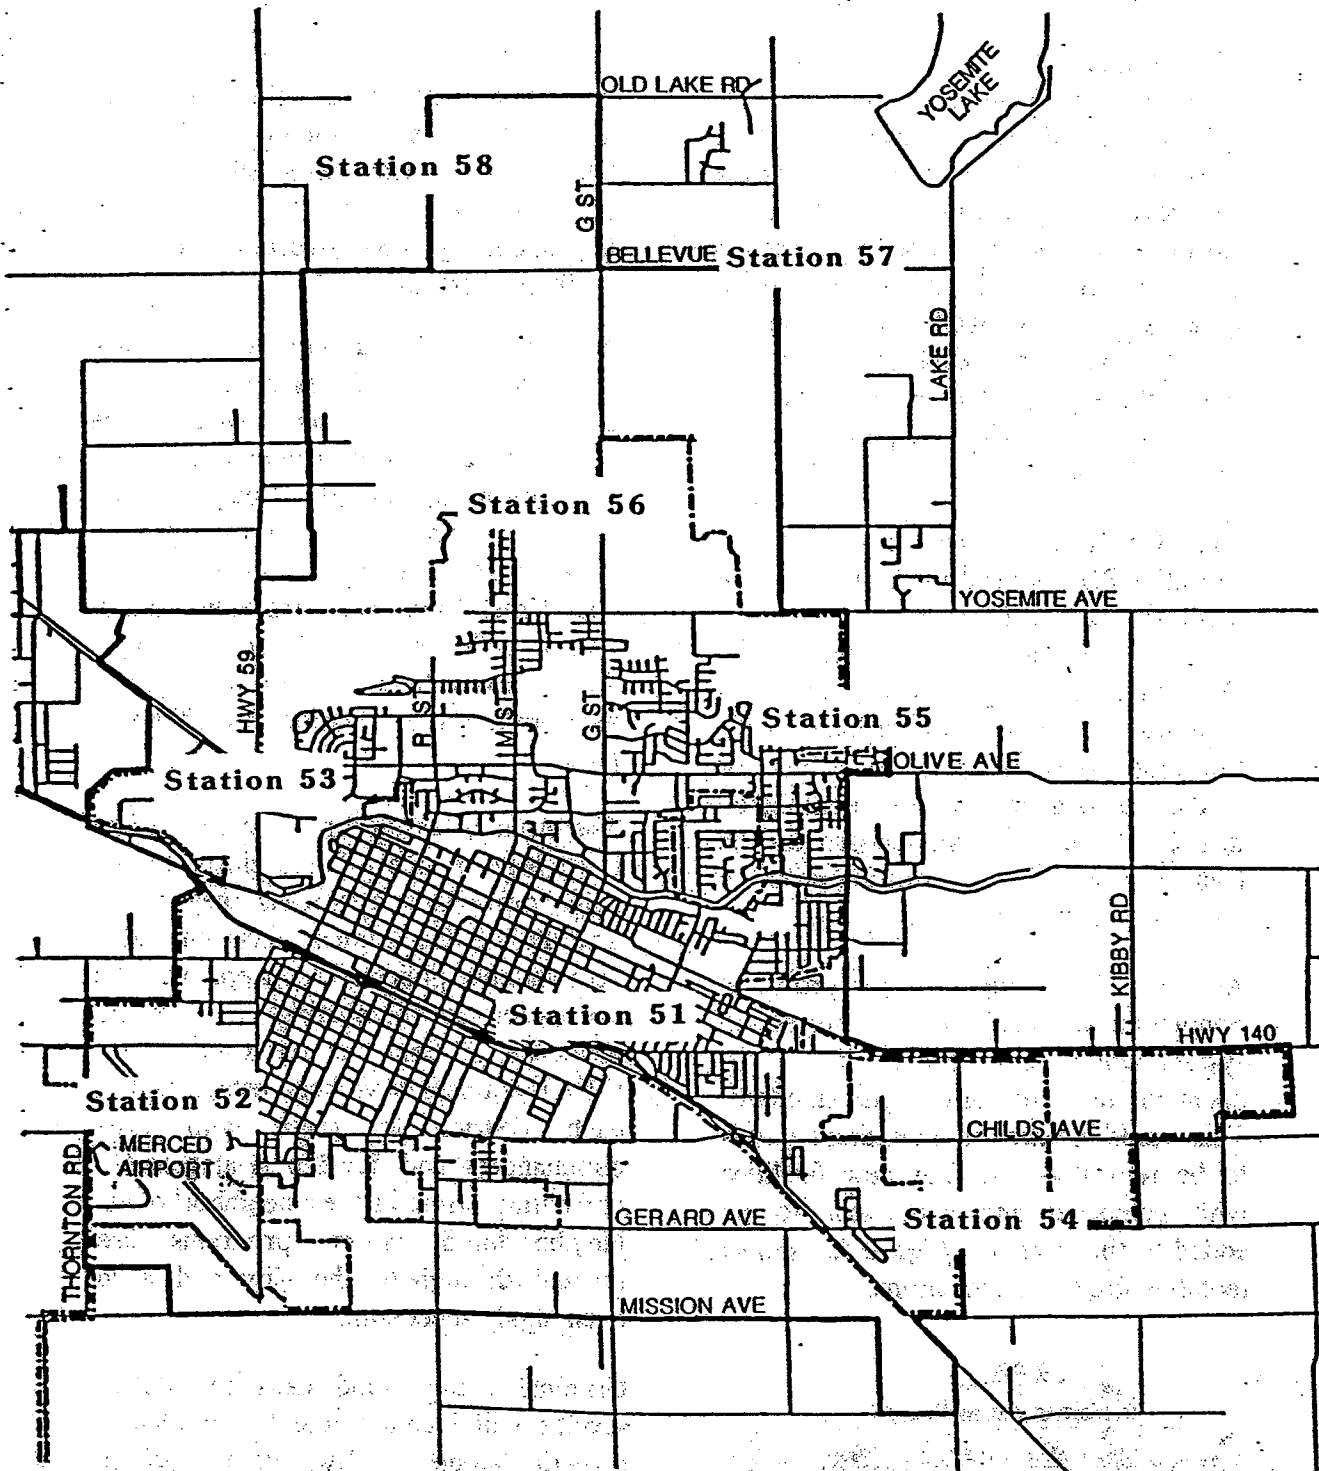 OLD LAKE RD
YOSEMITE
LAKE
Station 58
G ST
BELLEVUE
Station 57
LAKE RD
Station 56
YOSEMITE AVE
HWY 59
R ST
M ST
G ST
Station 55
OLIVE AVE
Station 53
KIBBY RD
Station 51
HWY 140
Station 52
CHILDS AVE
MERCED
AIRPORT
THORNTON RD
GERARD AVE
Station 54
MISSION AVE